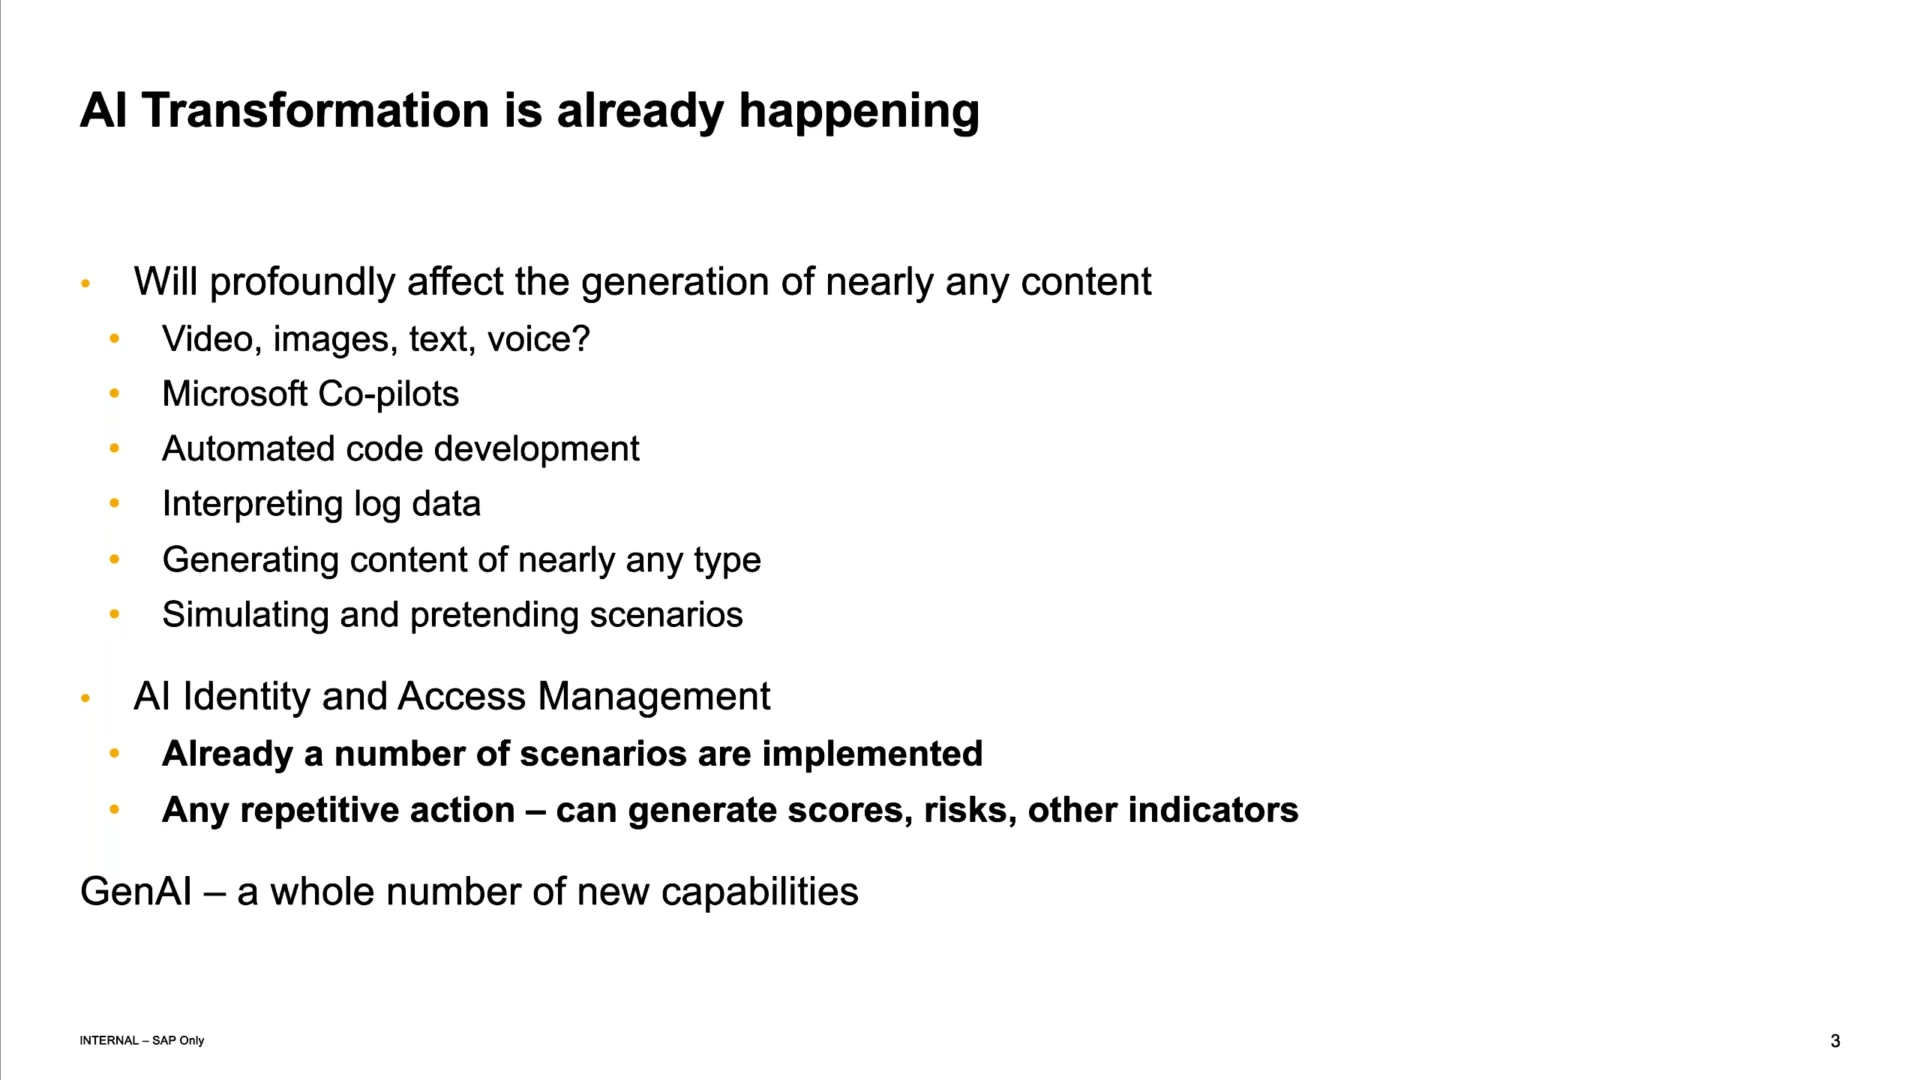 AI Transformation is already happening
• Will profoundly affect the generation of nearly any content
• Video, images, text, voice?
• Microsoft Co-pilots
• Automated code development
• Interpreting log data
• Generating content of nearly any type
• Simulating and pretending scenarios
• AI Identity and Access Management
• Already a number of scenarios are implemented
• Any repetitive action – can generate scores, risks, other indicators
GenAI – a whole number of new capabilities
INTERNAL – SAP Only
3